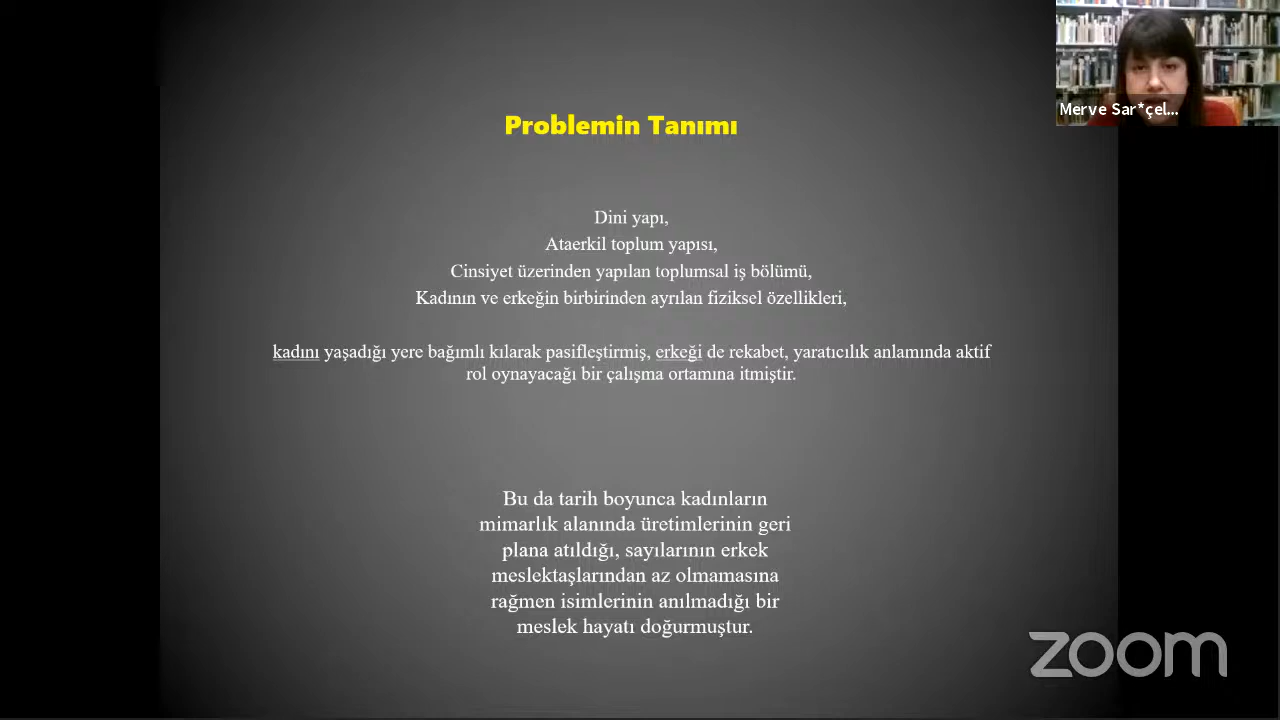 Problemin Tanımı
Merve Sar*çel...
Dini yapı,
Ataerkil toplum yapısı,
Cinsiyet üzerinden yapılan toplumsal iş bölümü,
Kadının ve erkeğin birbirinden ayrılan fiziksel özellikleri,
kadını yaşadığı yere bağımlı kılarak pasifleştirmiş, erkeği de rekabet, yaratıcılık anlamında aktif
rol oynayacağı bir çalışma ortamına itmiştir.
Bu da tarih boyunca kadınların
mimarlık alanında üretimlerinin geri
plana atıldığı, sayılarının erkek
meslektaşlarından az olmamasına
rağmen isimlerinin anılmadığı bir
meslek hayatı doğurmuştur.
zoom